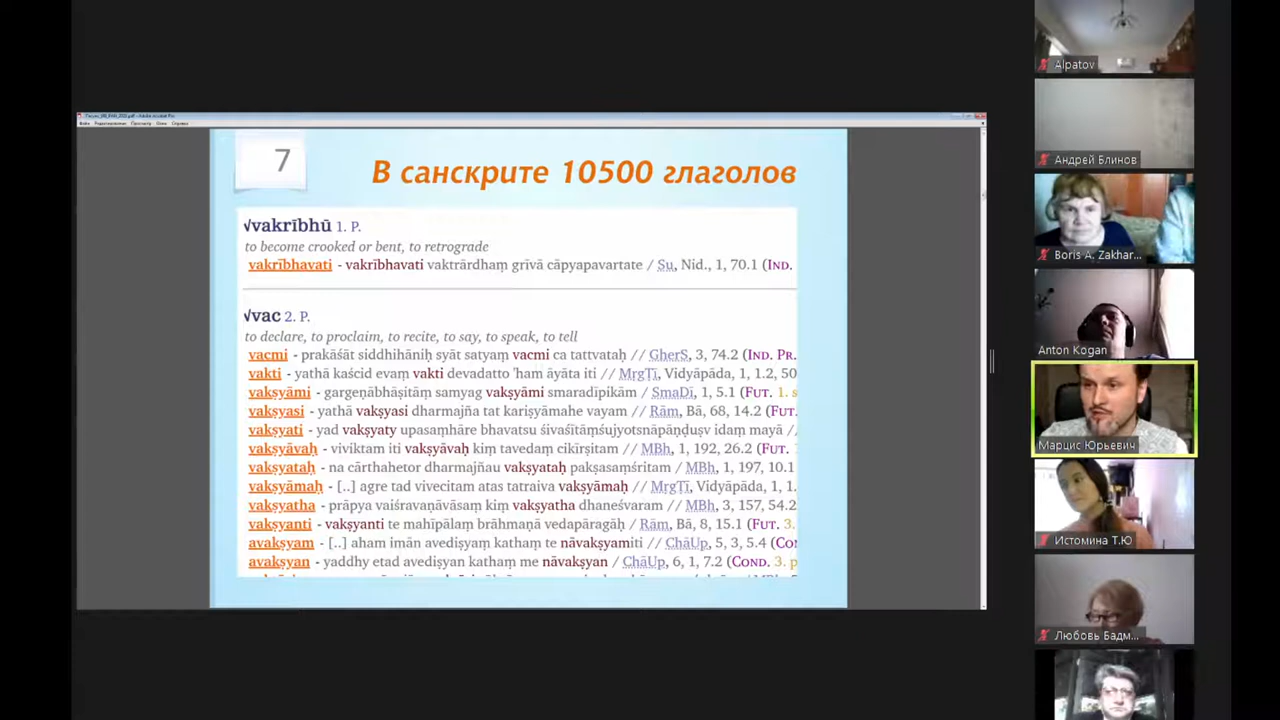 Файл Редактирование Просмотр Окно Справка
7
В санскрите 10500 глаголов
√vakrībhū 1. P.
to become crooked or bent, to retrograde
vakrībhavati - vakrībhavati vaktrārdhaṃ grīvā cāpyapavartate / Su, Nid., 1, 70.1 (Ind.
√vac 2. P.
to declare, to proclaim, to recite, to say, to speak, to tell
vacmi - prakāśāt siddhihāniḥ syāt satyaṃ vacmi ca tattvataḥ // GherS, 3, 74.2 (Ind. Pr.
vakti - yathā kaścid evaṃ vakti devadatto 'ham āyāta iti / MṛgṬī, Vidyāpāda, 1, 1.2, 50
vakṣyāmi - gargeṇābhāṣitāṃ samyag vakṣyāmi smaradīpikām / SmaDī, 1, 5.1 (Fut. 1. s
vakṣyasi - yathā vakṣyasi dharmajña tat kariṣyāmahe vayam // Rām, Bā, 68, 14.2 (Fut.
vakṣyati - yad vakṣyaty upasaṃhāre bhavatsu śivaśītāṃśujyotsnāpāṇḍuṣv idaṃ mayā //
vakṣyāvaḥ - viviktam iti vakṣyāvaḥ kiṃ tavedaṃ cikīrṣitam // MBh, 1, 192, 26.2 (Fut.
vakṣyataḥ - na cārthahetor dharmajñau vakṣyataḥ pakṣasaṃśritam / MBh, 1, 197, 10.1
vakṣyāmaḥ - [..] agre tad vivecitam atas tatraiva vakṣyāmaḥ // MṛgṬī, Vidyāpāda, 1, 1.
vakṣyatha - prāpya vaiśravaṇāvāsaṃ kiṃ vakṣyatha dhaneśvaram / MBh, 3, 157, 54.2
vakṣyanti - vakṣyanti te mahīpālaṃ brāhmaṇā vedapāragāḥ / Rām, Bā, 8, 15.1 (Fut. 3.
avakṣyam - [..] aham imān avediṣyaṃ kathaṃ te nāvakṣyamiti // ChāUp, 5, 3, 5.4 (Con
avakṣyan - yaddhy etad avediṣyan kathaṃ me nāvakṣyan / ChāUp, 6, 1, 7.2 (Cond. 3. p
Alpatov
Андрей Блинов
Boris A. Zakhar...
Anton Kogan
Марцис Юрьевич
Истомина Т.Ю
Любовь Бадм...